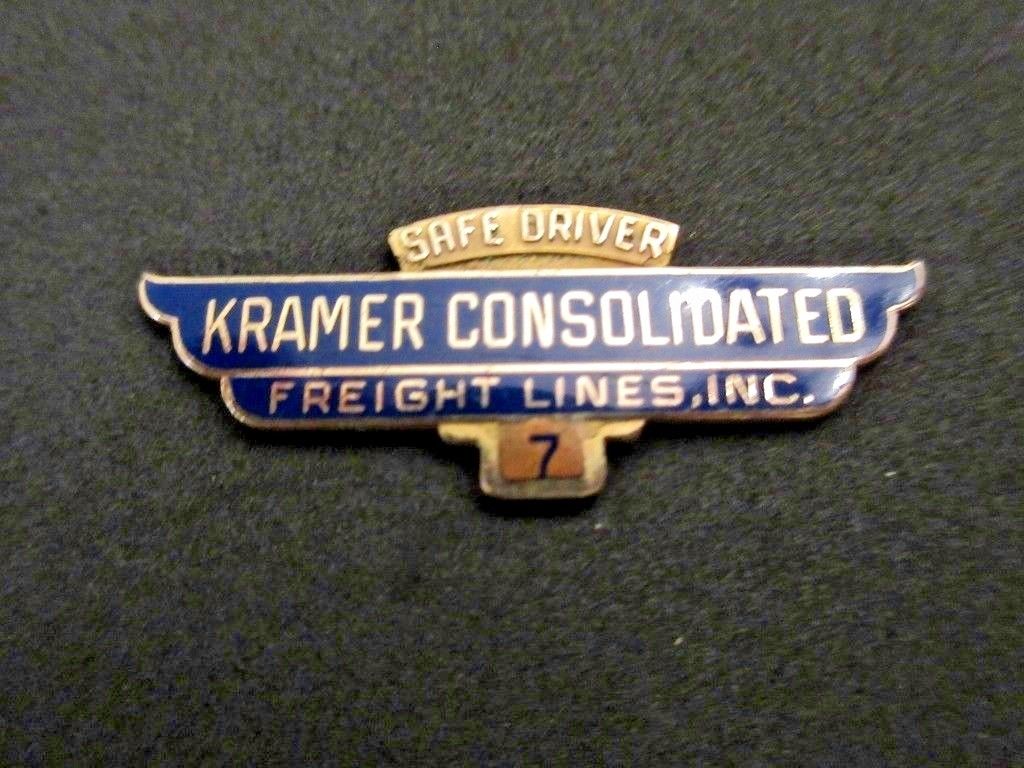 SAFE DRIVER
KRAMER CONSOLIDATED
FREIGHT LINES, INC.
7